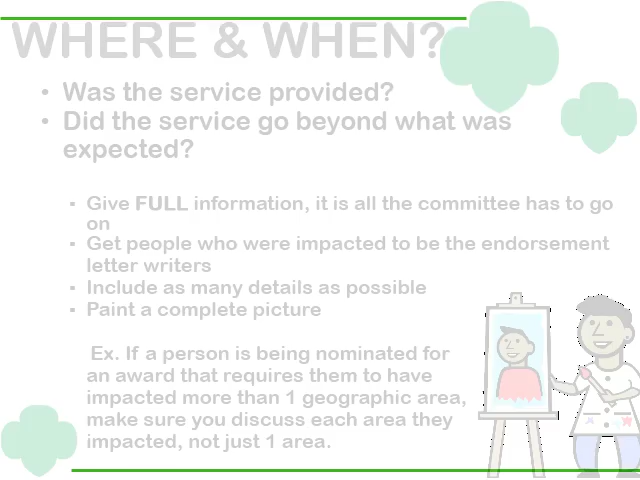 WHERE & WHEN?
• Was the service provided?
• Did the service go beyond what was
expected?
▪ Give FULL information, it is all the committee has to go
on
▪ Get people who were impacted to be the endorsement
letter writers
▪ Include as many details as possible
▪ Paint a complete picture
Ex. If a person is being nominated for
an award that requires them to have
impacted more than 1 geographic area,
make sure you discuss each area they
impacted, not just 1 area.